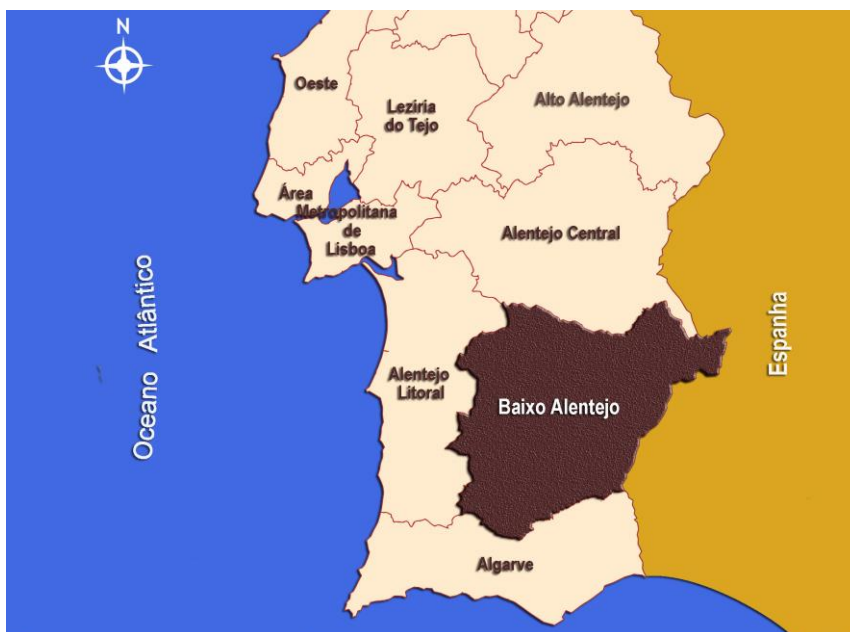 N
Oeste
Leziria
do Tejo
Alto Alentejo
Área
Metropolitana
de
Lisboa
Alentejo Central
Oceano Atlântico
Espanha
Alentejo
Litoral
Baixo Alentejo
Algarve